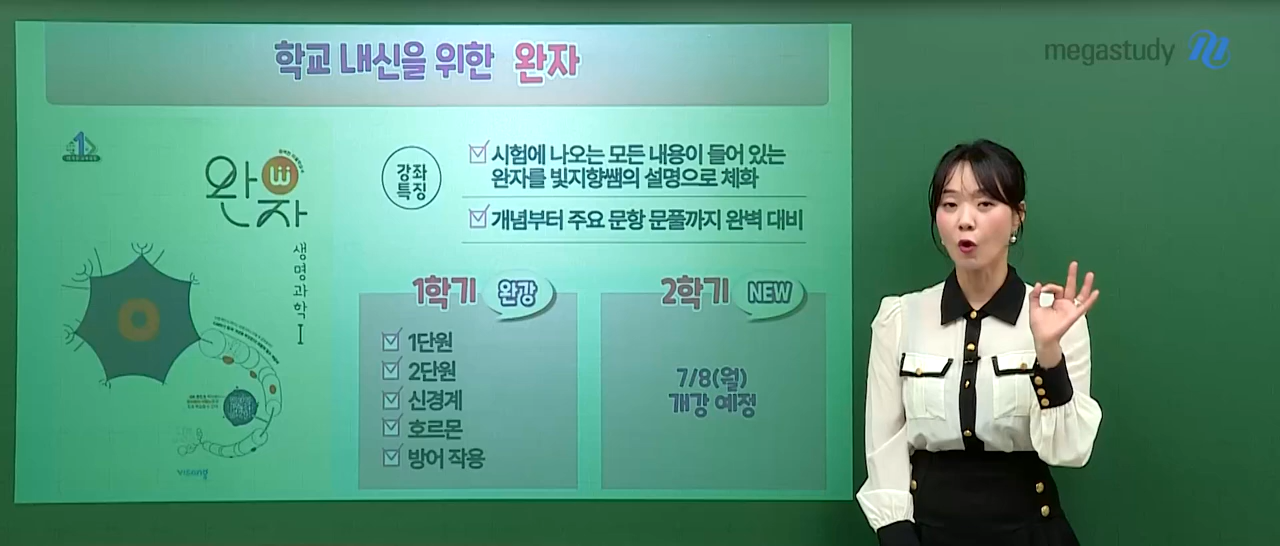 학교 내신을 위한 완자
megastudy
완자
생명과학Ⅰ
visang
강좌
특징
시험에 나오는 모든 내용이 들어 있는
완자를 빛지향쌤의 설명으로 체화
개념부터 주요 문항 문풀까지 완벽 대비
1학기 완강
1단원
2단원
신경계
호르몬
방어 작용
2학기 NEW
7/8(월)
개강 예정